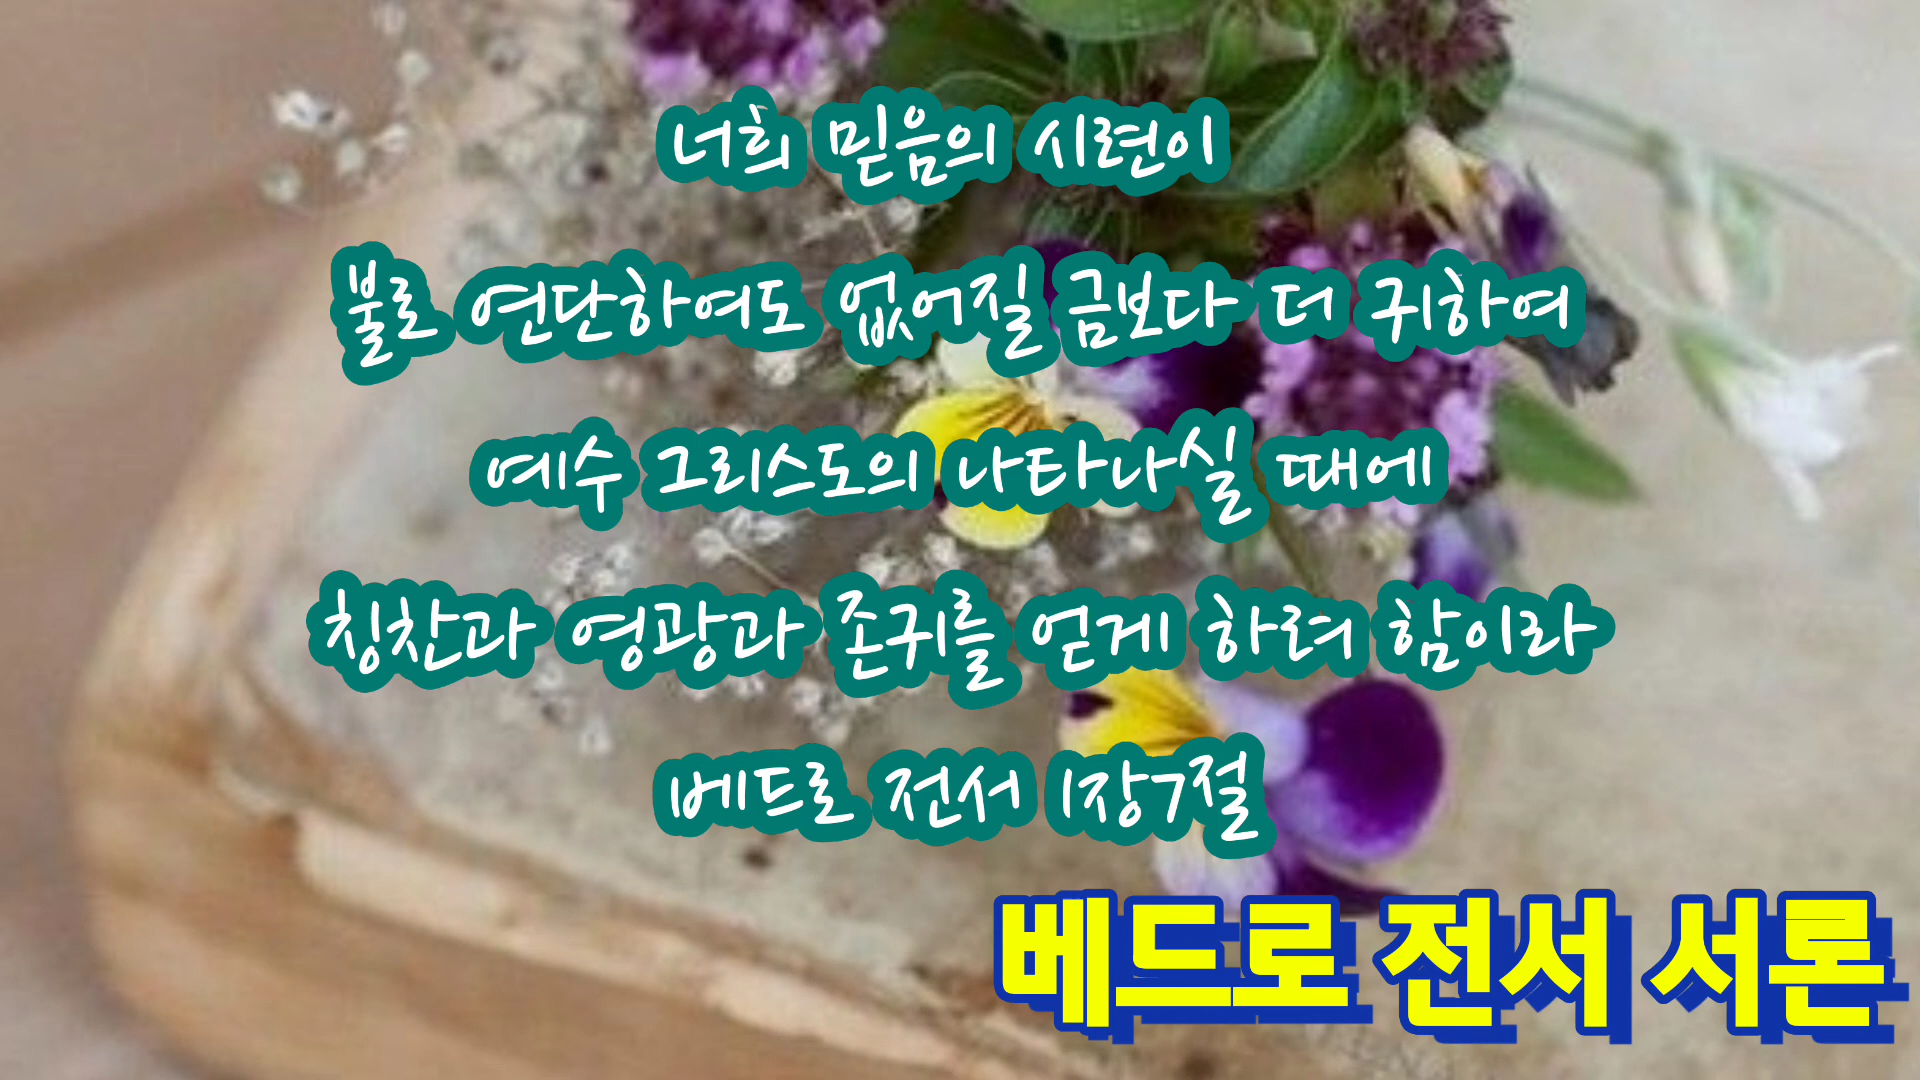 너희 믿음의 시련이
불로 연단하여도 없어질 금보다 더 귀하여
예수 그리스도의 나타나실 때에
칭찬과 영광과 존귀를 얻게 하려 함이라
베드로 전서 1장7절
베드로 전서 서론